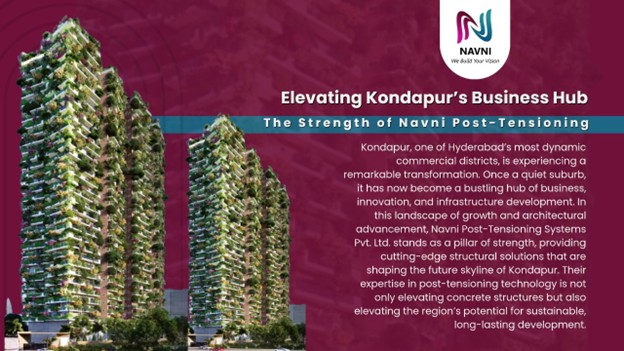 NAVNI
We Build Your Vision
Elevating Kondapur's Business Hub
The Strength of Navni Post-Tensioning
Kondapur, one of Hyderabad's most dynamic
commercial districts, is experiencing a
remarkable transformation. Once a quiet suburb,
it has now become a bustling hub of business,
innovation, and infrastructure development. In
this landscape of growth and architectural
advancement, Navni Post-Tensioning Systems
Pvt. Ltd. stands as a pillar of strength, providing
cutting-edge structural solutions that are
shaping the future skyline of Kondapur. Their
expertise in post-tensioning technology is not
only elevating concrete structures but also
elevating the region's potential for sustainable,
long-lasting development.